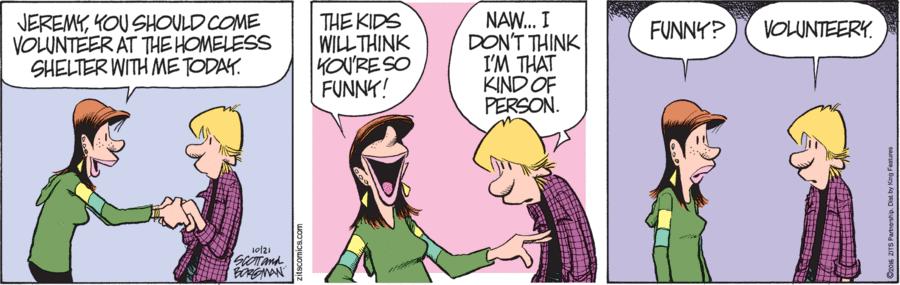 JEREMY, YOU SHOULD COME
VOLUNTEER AT THE HOMELESS
SHELTER WITH ME TODAY.
10/21
SCOTT AND
BORGMAN
zitscomics.com
THE KIDS
WILL THINK
YOU'RE SO
FUNNY!
NAW... I
DON'T THINK
I'M THAT
KIND OF
PERSON.
FUNNY?
VOLUNTEERY.
©2016 ZITS Partnership. Dist. by King Features